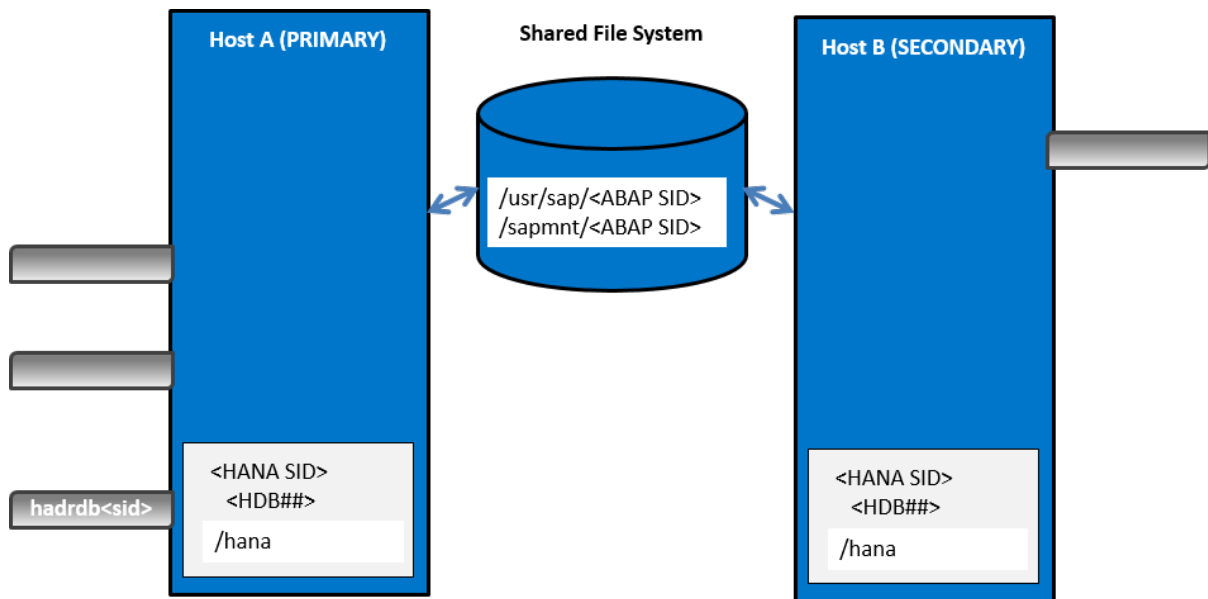 Host A (PRIMARY)
Shared File System
Host B (SECONDARY)
/usr/sap/<ABAP SID>
/sapmnt/<ABAP SID>
<HANA SID>
<HDB##>
/hana
hadrdb<sid>
<HANA SID>
<HDB##>
/hana